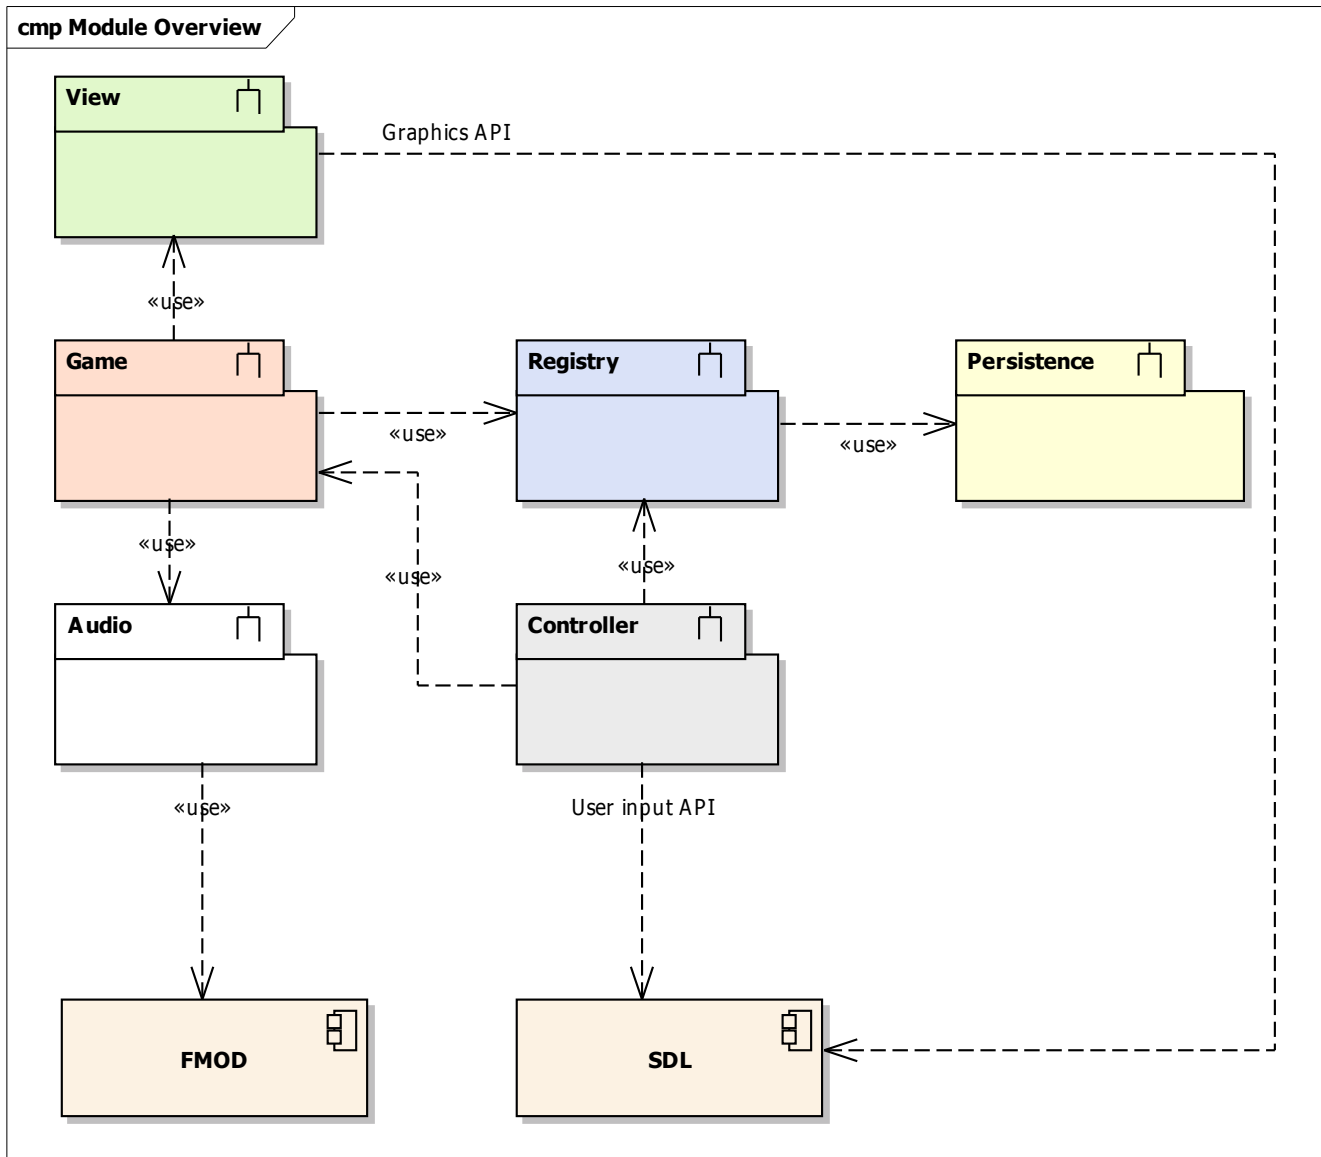 cmp Module Overview
View
Graphics API
«use»
Game
Registry
Persistence
«use»
«use»
«use»
«use»
«use»
Audio
Controller
«use»
User input API
FMOD
SDL